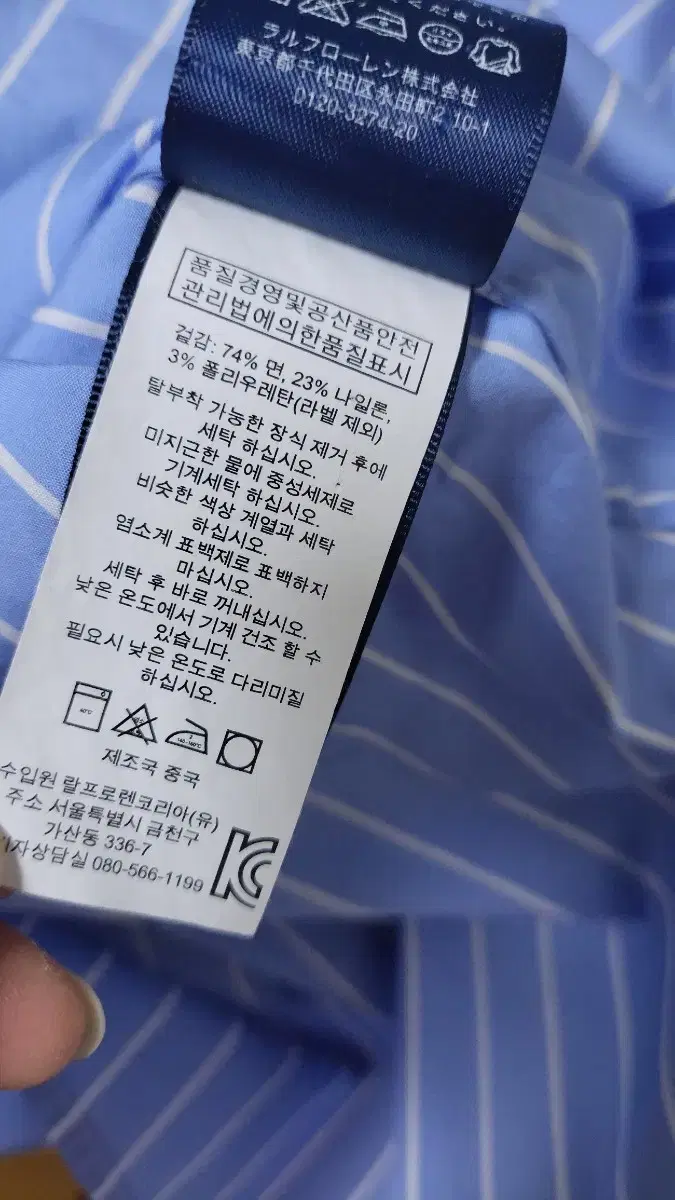 ください。
ラルフローレン株式会社
東京都千代田区永田町2 10-1
0120-3274-20
품질경영및공산품안전
관리법에의한품질표시
겉감: 74% 면, 23% 나일론,
3% 폴리우레탄(라벨 제외)
탈부착 가능한 장식 제거 후에
세탁 하십시오.
미지근한 물에 중성세제로
기계세탁 하십시오.
비슷한 색상 계열과 세탁
하십시오.
염소계 표백제로 표백하지
마십시오.
세탁 후 바로 꺼내십시오.
낮은 온도에서 기계 건조 할 수
있습니다.
필요시 낮은 온도로 다리미질
하십시오.
40°C
140-160°C
제조국 중국
수입원 랄프로렌코리아(유)
주소 서울특별시 금천구
가산동 336-7
자상담실 080-566-1199